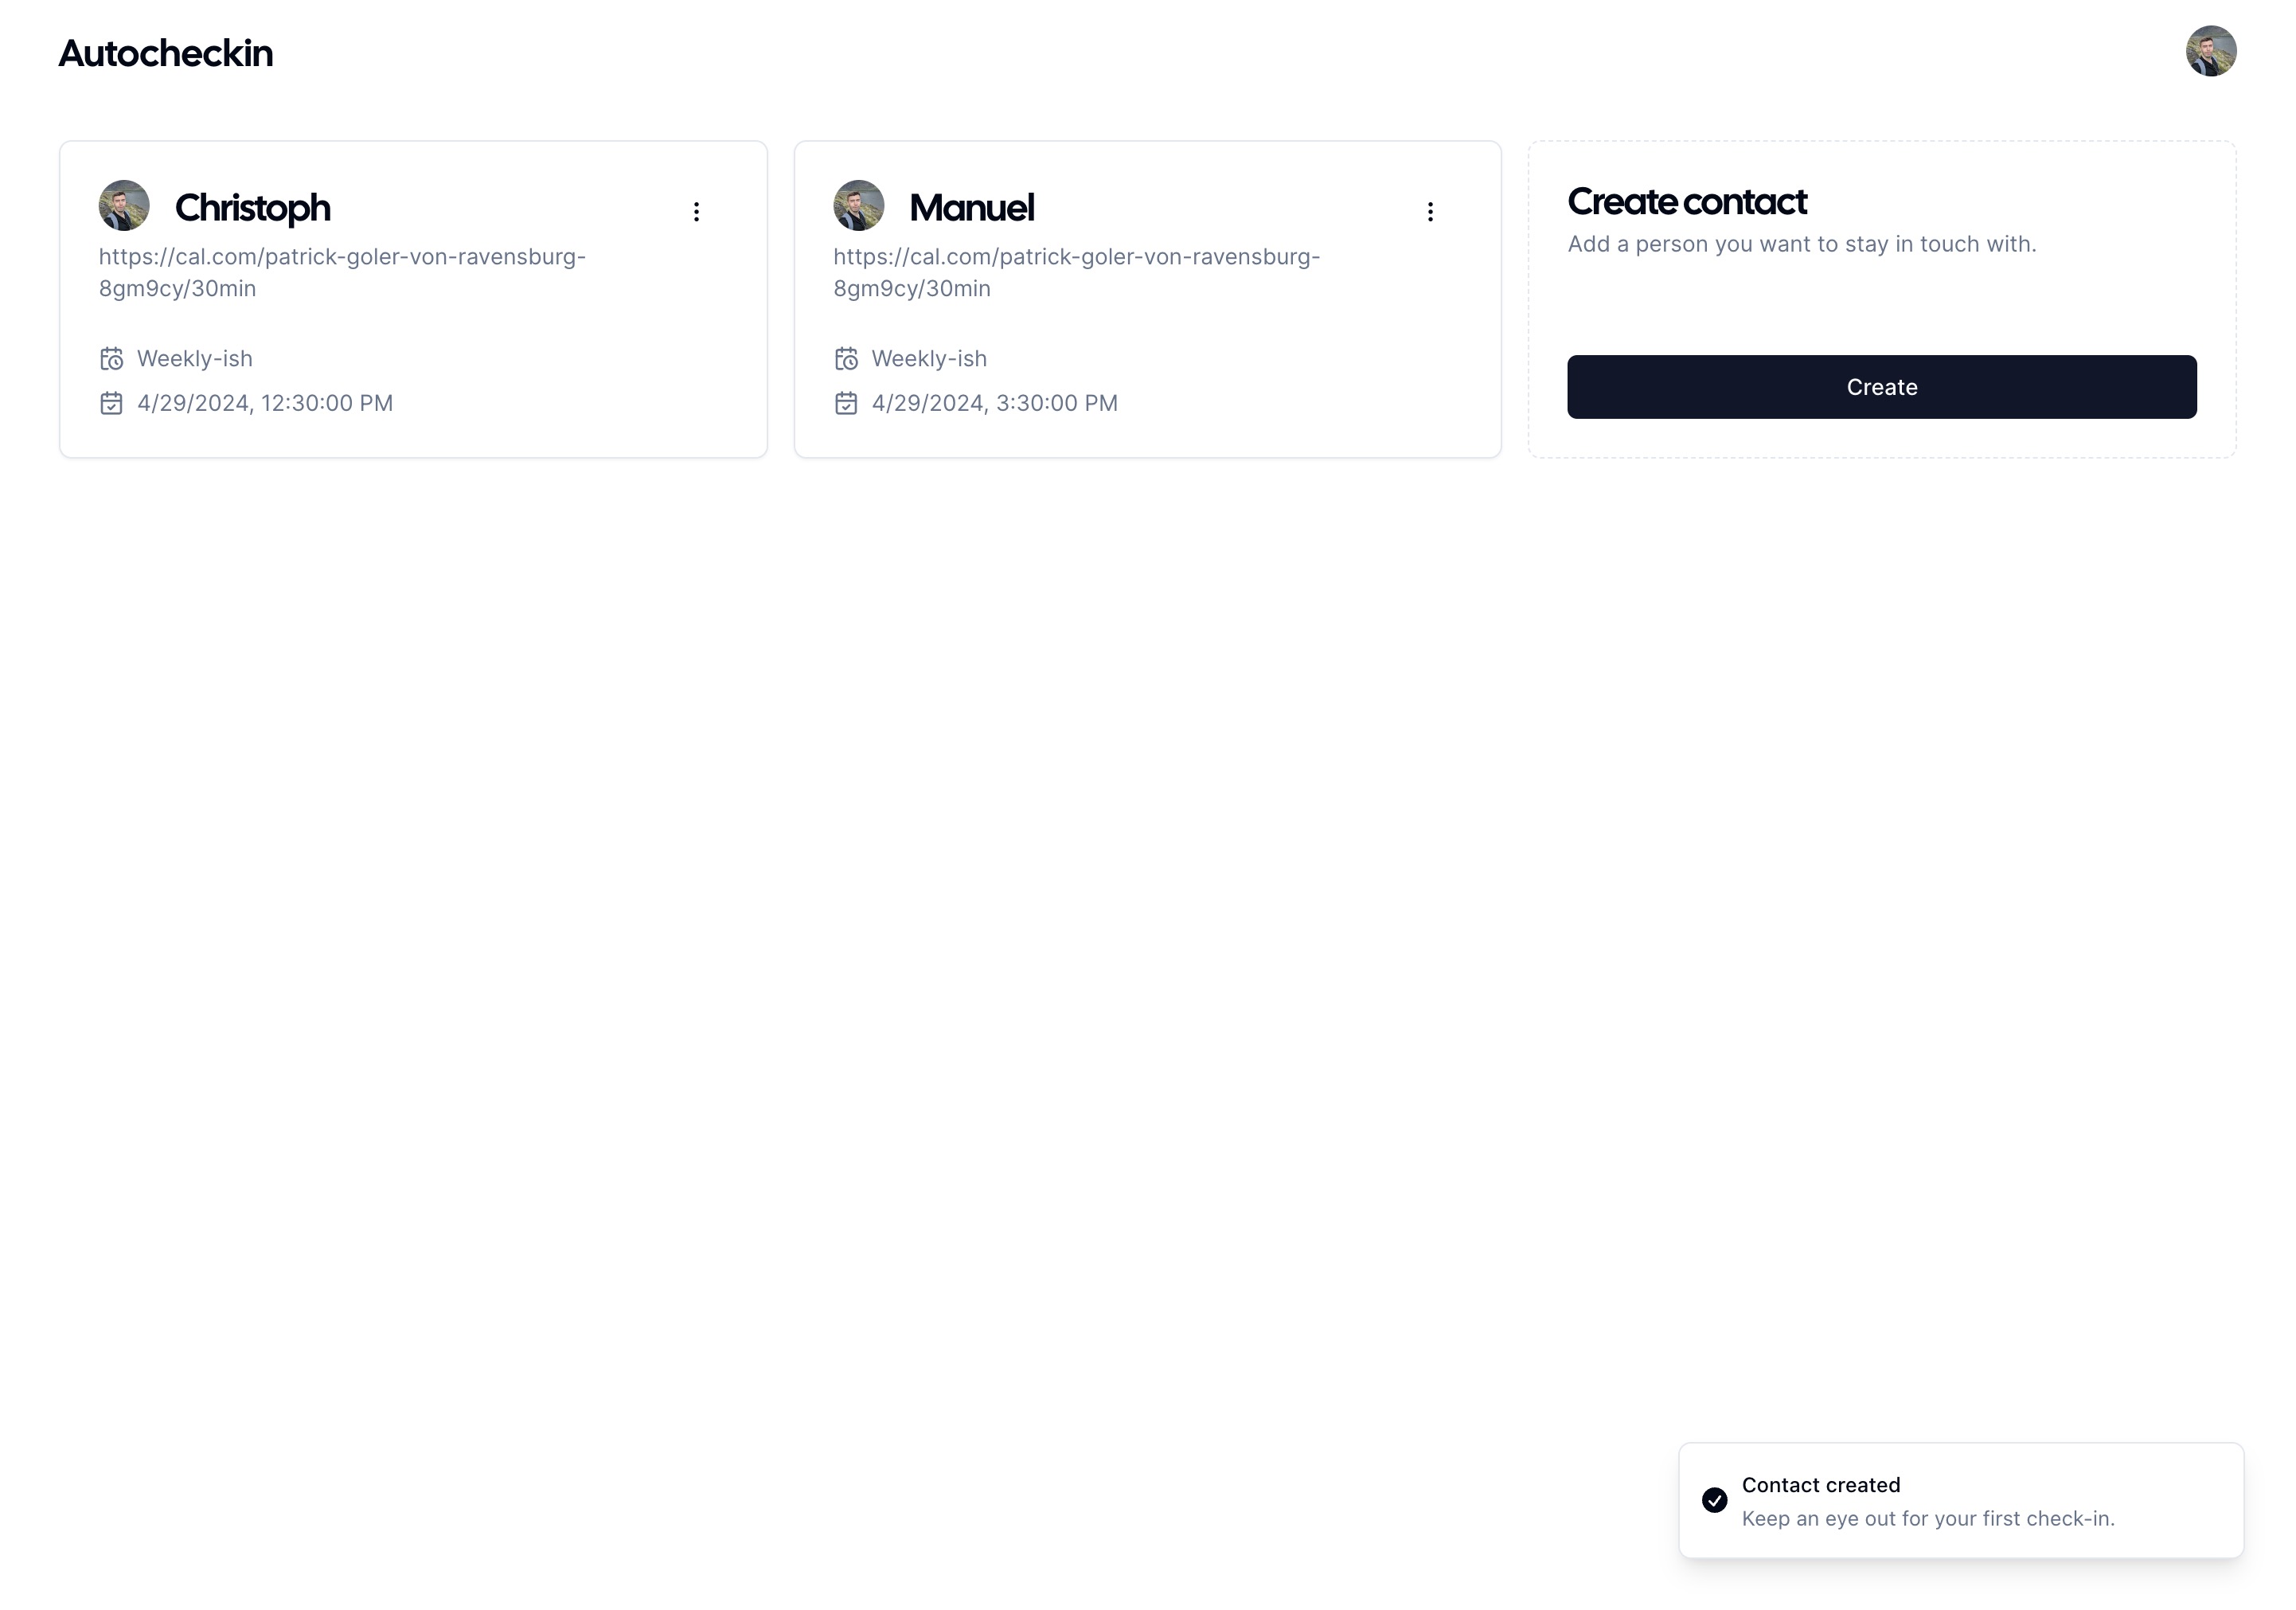 Autocheckin
Christoph
https://cal.com/patrick-goler-von-ravensburg-
8gm9cy/30min
Weekly-ish
4/29/2024, 12:30:00 PM
Manuel
https://cal.com/patrick-goler-von-ravensburg-
8gm9cy/30min
Weekly-ish
4/29/2024, 3:30:00 PM
Create contact
Add a person you want to stay in touch with.
Create
Contact created
Keep an eye out for your first check-in.